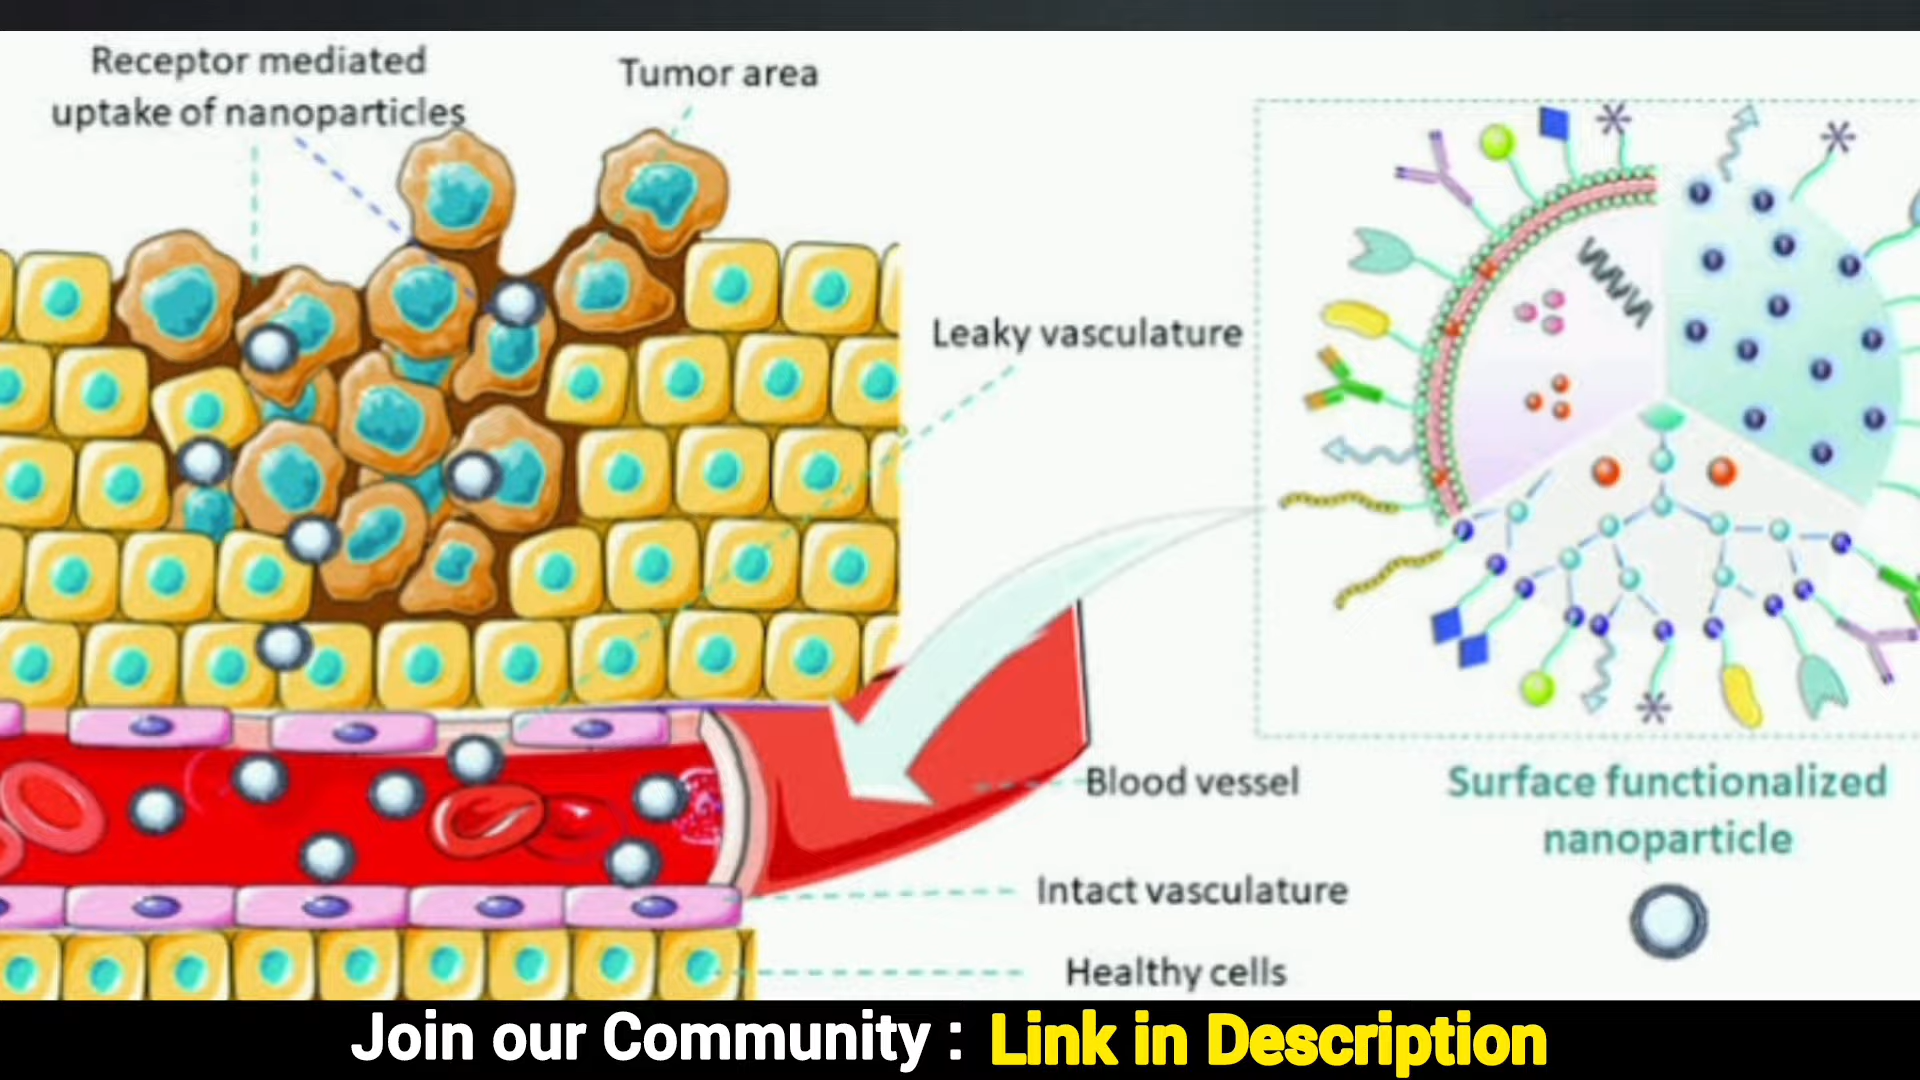 Receptor mediated
uptake of nanoparticles
Tumor area
Leaky vasculature
Blood vessel
Intact vasculature
Healthy cells
Surface functionalized
nanoparticle
Join our Community : Link in Description